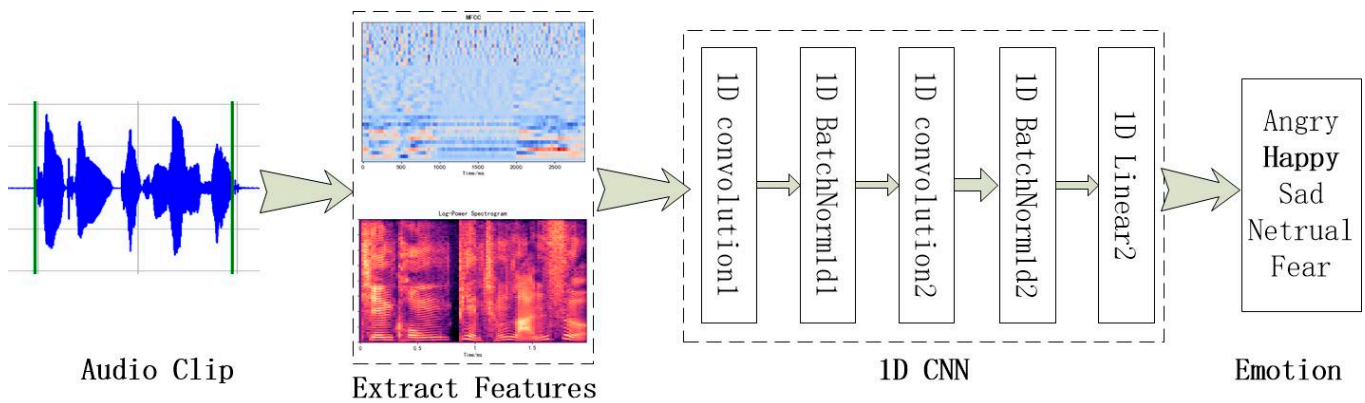 MFCC
0 500 1000 1500 2000 2500
Time/ms
Log-Power Spectrogram
0 0.5 1 1.5
Time/ms
1D convolution1
1D BatchNorm1d1
1D convolution2
1D BatchNorm1d2
1D Linear2
Angry
Happy
Sad
Netrual
Fear
Audio Clip
Extract Features
1D CNN
Emotion